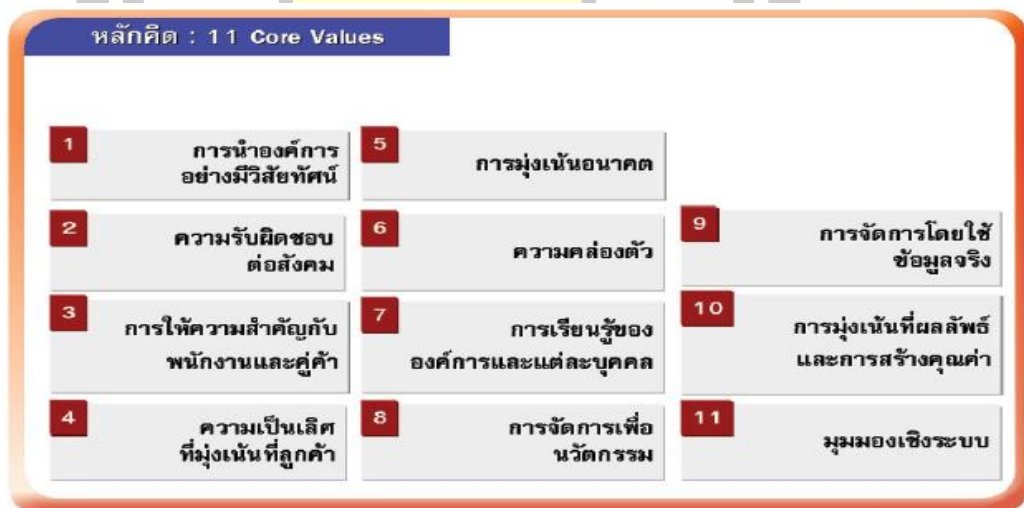 หลักคิด : 11 Core Values
1
การนำองค์การ
อย่างมีวิสัยทัศน์
2
ความรับผิดชอบ
ต่อสังคม
3
การให้ความสำคัญกับ
พนักงานและคู่ค้า
4
ความเป็นเลิศ
ที่มุ่งเน้นที่ลูกค้า
5
การมุ่งเน้นอนาคต
6
ความคล่องตัว
7
การเรียนรู้ของ
องค์การและแต่ละบุคคล
8
การจัดการเพื่อ
นวัตกรรม
9
การจัดการโดยใช้
ข้อมูลจริง
10
การมุ่งเน้นที่ผลลัพธ์
และการสร้างคุณค่า
11
มุมมองเชิงระบบ